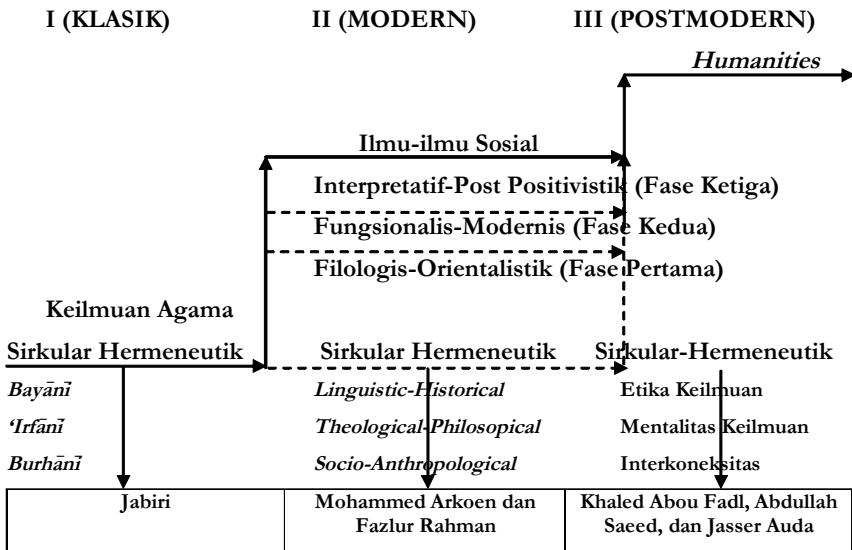 I (KLASIK) II (MODERN) III (POSTMODERN)
Humanities
Ilmu-ilmu Sosial
Interpretatif-Post Positivistik (Fase Ketiga)
Fungsionalis-Modernis (Fase Kedua)
Filologis-Orientalistik (Fase Pertama)
Keilmuan Agama
Sirkular Hermeneutik Sirkular Hermeneutik Sirkular-Hermeneutik
Bayānī Linguistic-Historical Etika Keilmuan
‘Irfānī Theological-Philosopical Mentalitas Keilmuan
Burhānī Socio-Anthropological Interkoneksitas
Jabiri Mohammed Arkoen dan Khaled Abou Fadl, Abdullah
Fazlur Rahman Saeed, dan Jasser Auda